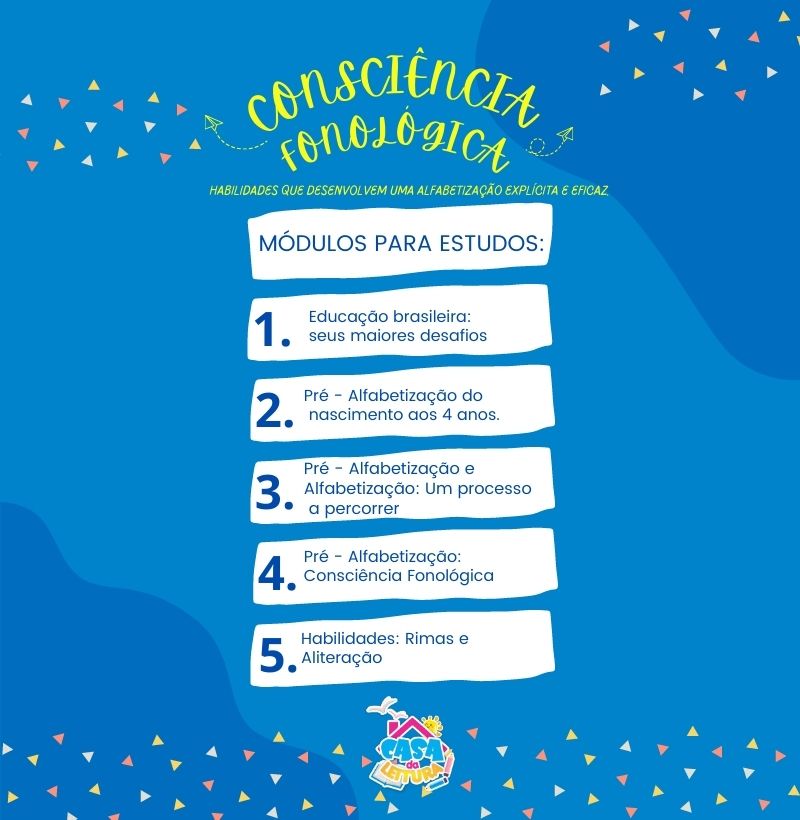 CONSCIÊNCIA
FONOLÓGICA
HABILIDADES QUE DESENVOLVEM UMA ALFABETIZAÇÃO EXPLÍCITA E EFICAZ.
MÓDULOS PARA ESTUDOS:
1. Educação brasileira:
seus maiores desafios
2. Pré - Alfabetização do
nascimento aos 4 anos.
3. Pré - Alfabetização e
Alfabetização: Um processo
a percorrer
4. Pré - Alfabetização:
Consciência Fonológica
5. Habilidades: Rimas e
Aliteração
CASA
da
LEITURA